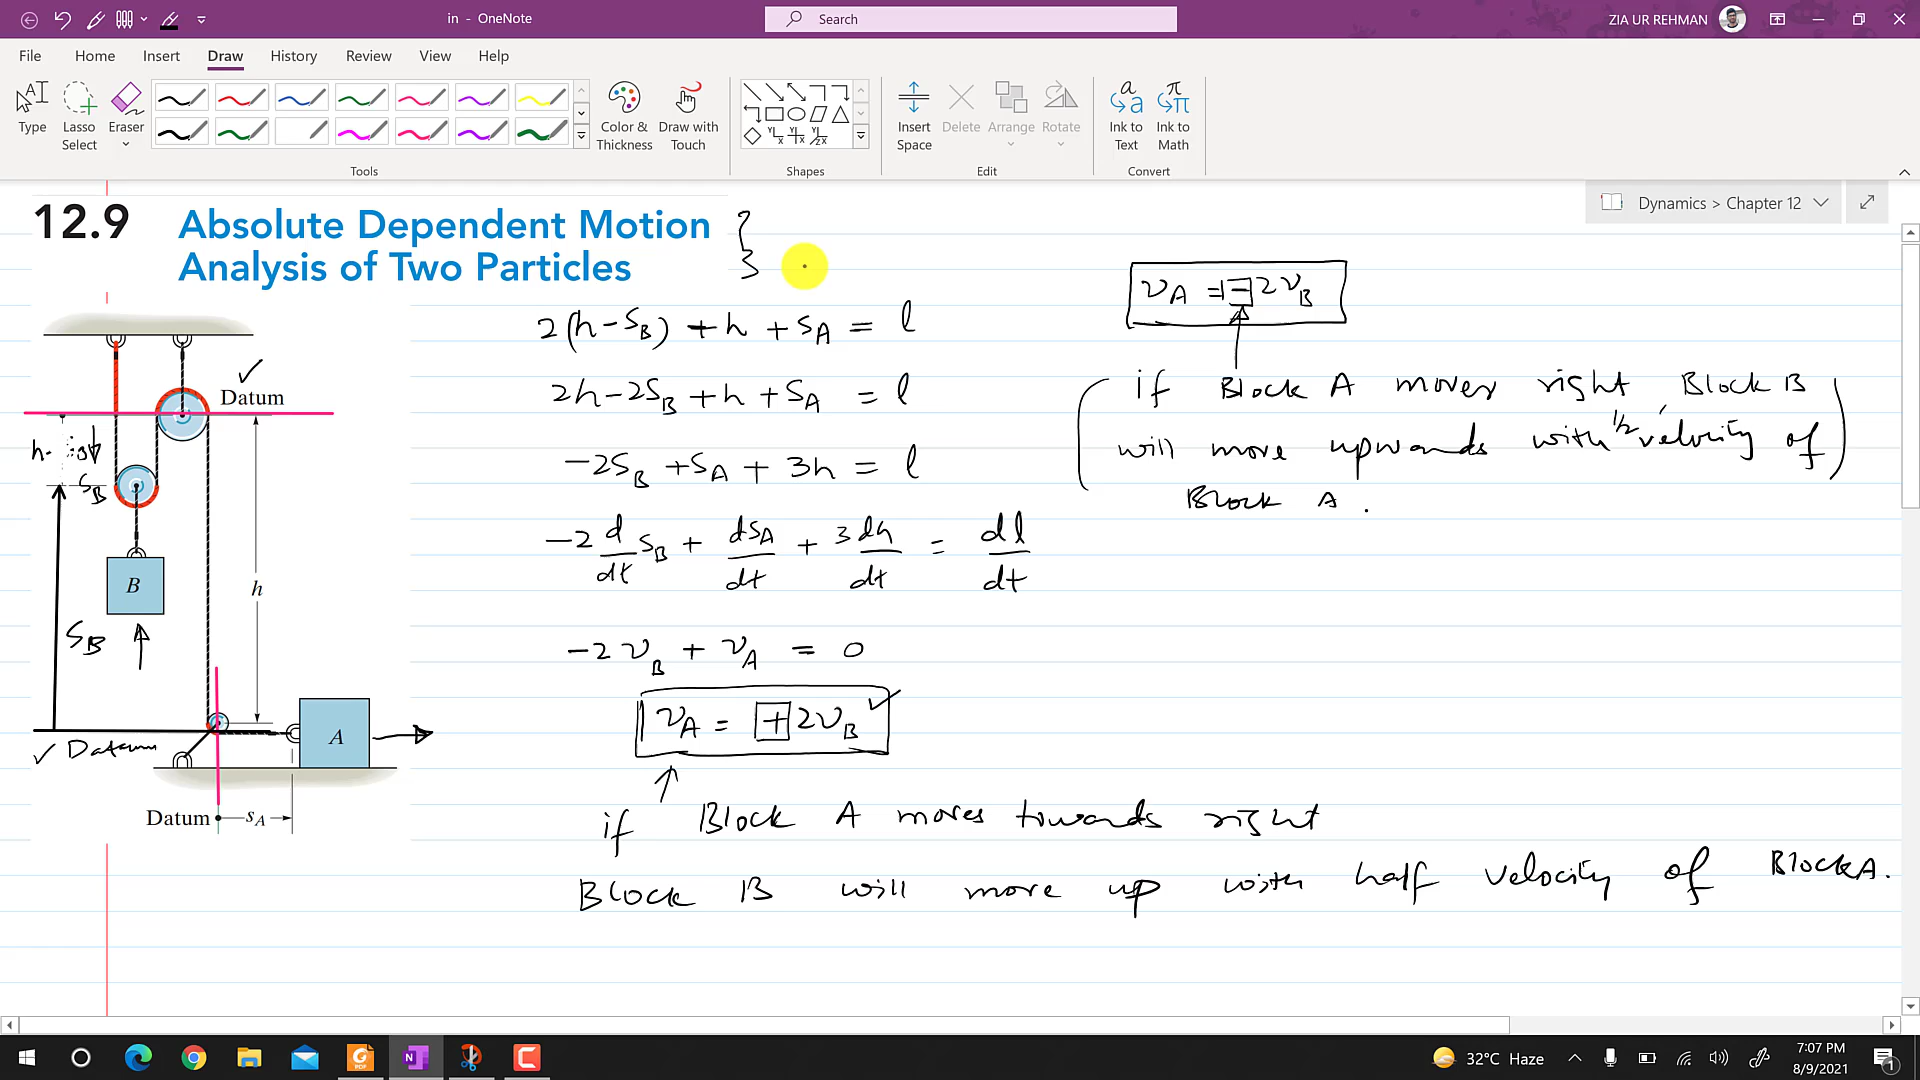 in - OneNote
Search
ZIA UR REHMAN
File Home Insert Draw History Review View Help
Type
Lasso Select
Eraser
Color & Thickness
Draw with Touch
Insert Space
Delete
Arrange
Rotate
Ink to Text
Ink to Math
Tools
Shapes
Edit
Convert
Dynamics > Chapter 12
12.9 Absolute Dependent Motion
Analysis of Two Particles
Datum
h-
SB
B
h
SB
A
✓ Datum
Datum
sA
2(h-SB) + h + SA = l
2h-2SB + h + SA = l
-2SB + SA + 3h = l
-2 d/dt SB + dSA/dt + 3dh/dt = dl/dt
-2 vB + vA = 0
vA = + 2vB ✓
if Block A moves towards right
Block B will move up with half velocity of Block A.
vA = - 2vB
if Block A moves right, Block B
will move upwards with 1/2 velocity of
Block A.
32°C Haze
7:07 PM
8/9/2021
1